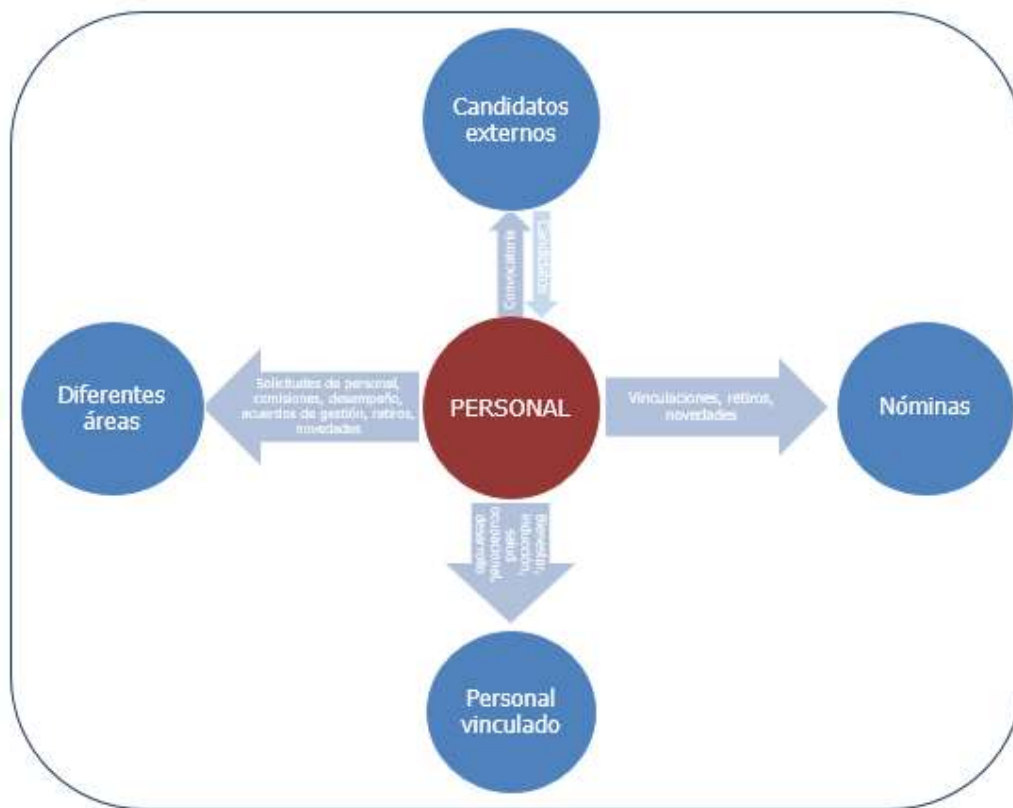 Candidatos
externos
Convocatoria
Candidatos
Diferentes
áreas
Solicitudes de personal,
comisiones, desempeño,
acuerdos de gestión, retiros,
novedades
PERSONAL
Vinculaciones, retiros,
novedades
Nóminas
Bienestar,
inducción,
salud
ocupacional,
desarrollo
Personal
vinculado